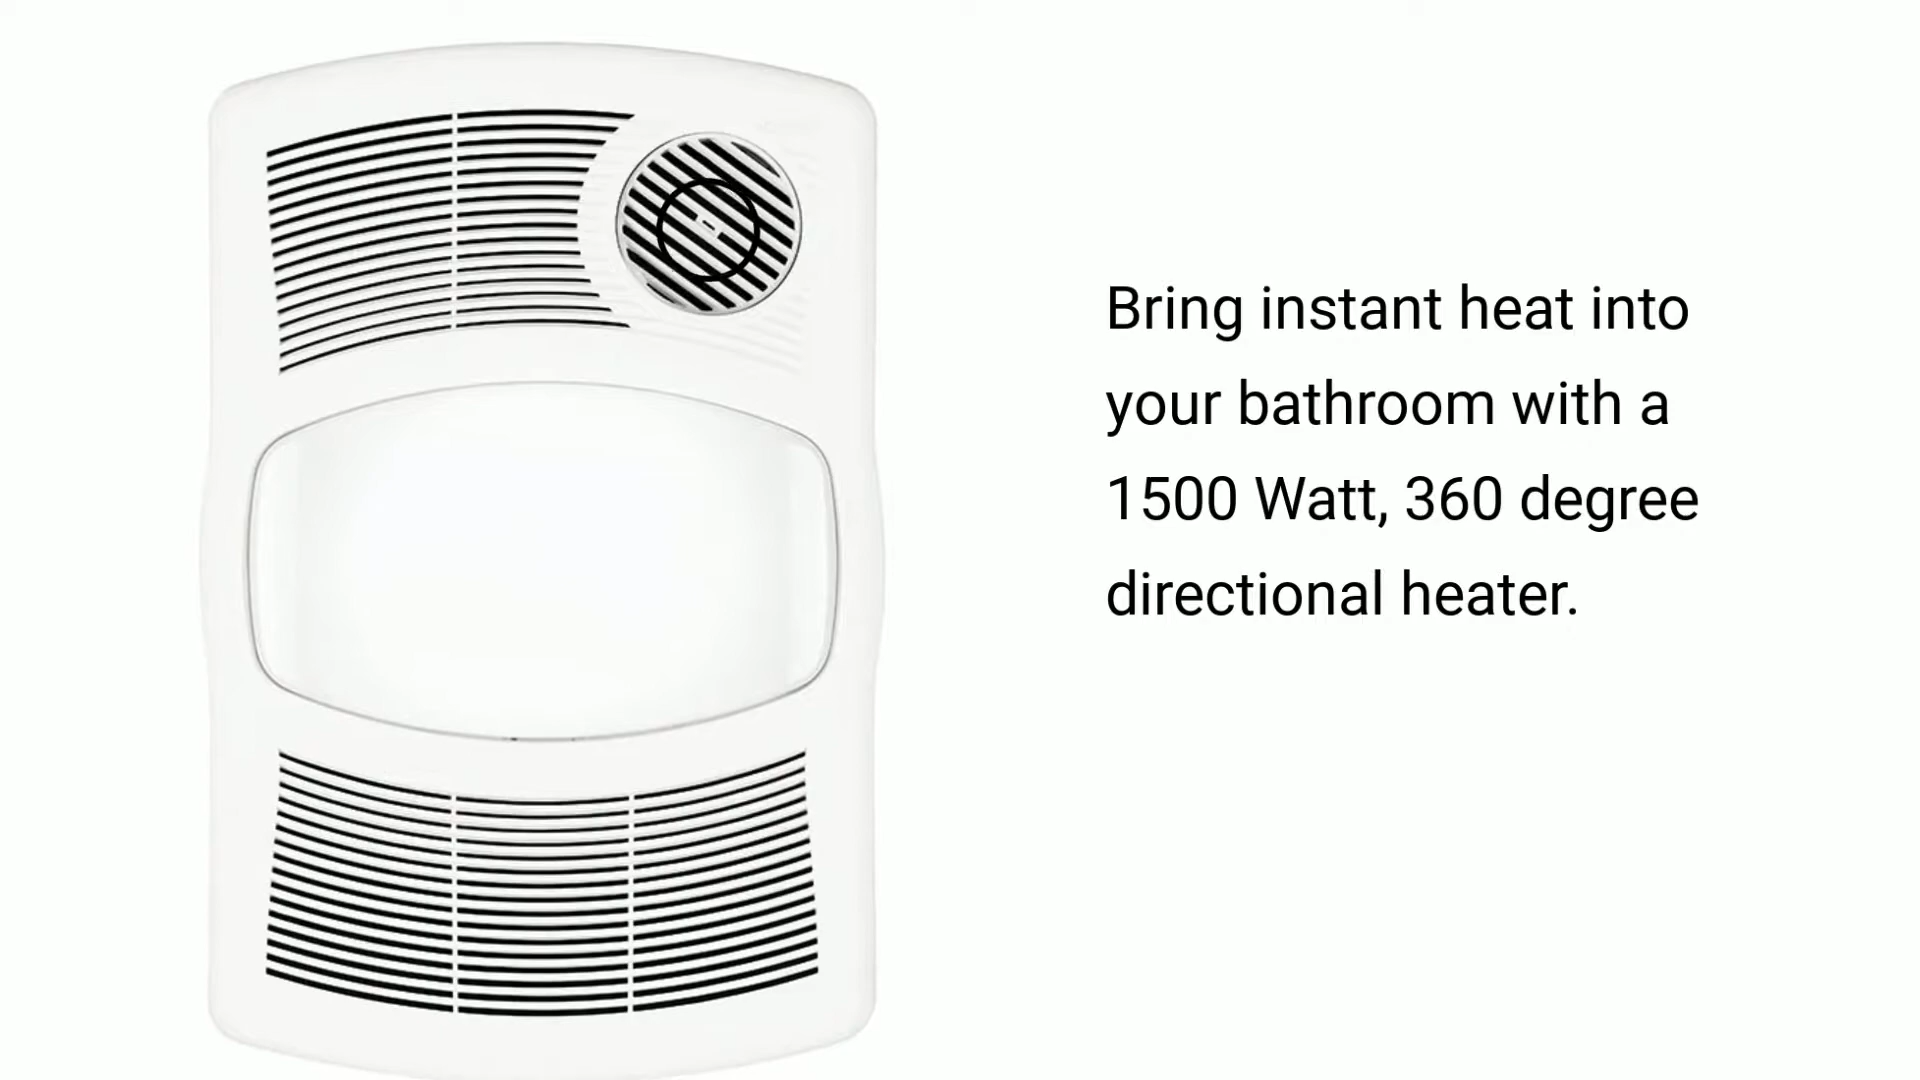 Bring instant heat into
your bathroom with a
1500 Watt, 360 degree
directional heater.